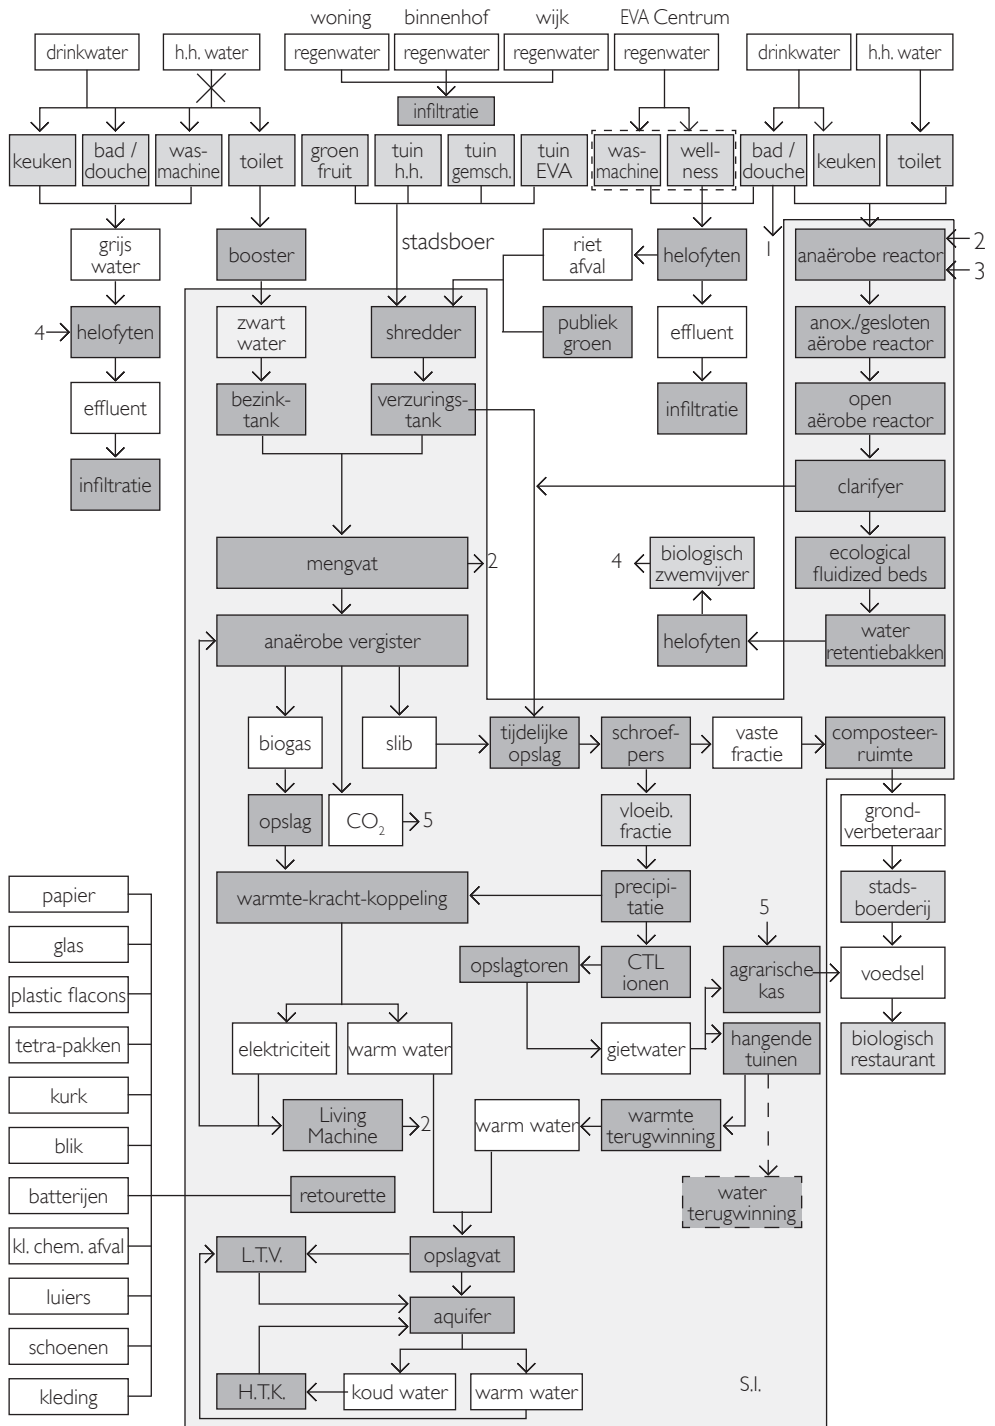 woning
binnenhof
wijk
EVA Centrum
drinkwater
h.h. water
regenwater
regenwater
regenwater
regenwater
drinkwater
h.h. water
infiltratie
keuken
bad /
douche
was-
machine
toilet
groen
fruit
tuin
h.h.
tuin
gemsch.
tuin
EVA
was-
machine
well-
ness
bad /
douche
keuken
toilet
grijs
water
booster
stadsboer
riet
afval
helofyten
1
anaërobe reactor
2
3
4
helofyten
zwart
water
shredder
publiek
groen
effluent
anox./gesloten
aërobe reactor
effluent
bezink-
tank
verzurings-
tank
infiltratie
open
aërobe reactor
infiltratie
clarifyer
mengvat
2
4
biologisch
zwemvijver
ecological
fluidized beds
anaërobe vergister
helofyten
water
retentiebakken
biogas
slib
tijdelijke
opslag
schroef-
pers
vaste
fractie
composteer-
ruimte
opslag
CO2
5
vloeib.
fractie
grond-
verbeteraar
papier
warmte-kracht-koppeling
precipi-
tatie
stads-
boerderij
5
glas
opslagtoren
CTL
ionen
agrarische
kas
voedsel
plastic flacons
tetra-pakken
elektriciteit
warm water
gietwater
hangende
tuinen
biologisch
restaurant
kurk
Living
Machine
2
warm water
warmte
terugwinning
blik
batterijen
retourette
water
terugwinning
kl. chem. afval
L.T.V.
opslagvat
luiers
aquifer
schoenen
kleding
H.T.K.
koud water
warm water
S.I.